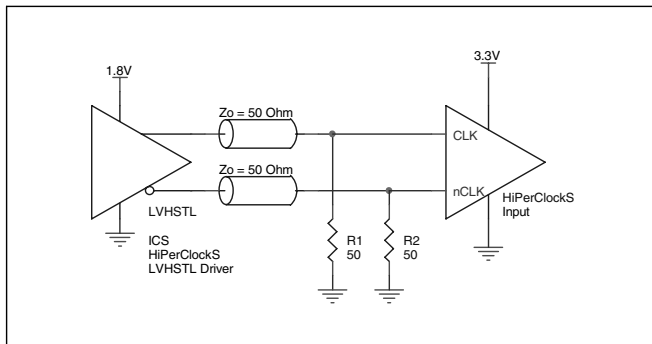 1.8V
3.3V
Zo = 50 Ohm
CLK
Zo = 50 Ohm
nCLK
HiPerClockS
Input
LVHSTL
ICS
HiPerClockS
LVHSTL Driver
R1
50
R2
50